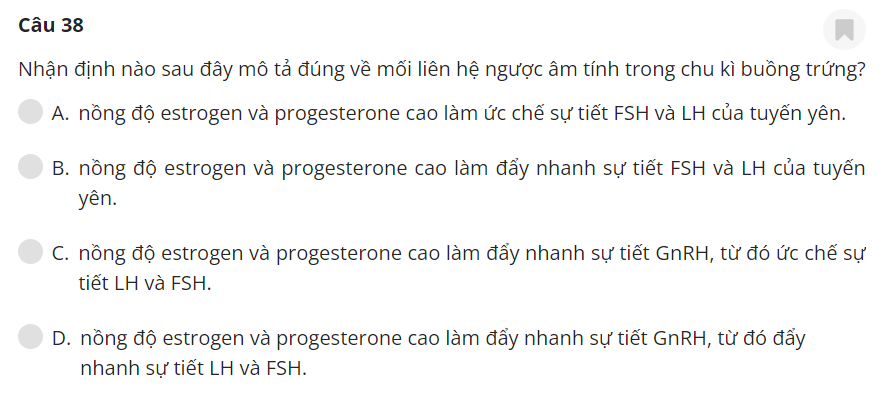 Câu 38
Nhận định nào sau đây mô tả đúng về mối liên hệ ngược âm tính trong chu kì buồng trứng?
A. nồng độ estrogen và progesterone cao làm ức chế sự tiết FSH và LH của tuyến yên.
B. nồng độ estrogen và progesterone cao làm đẩy nhanh sự tiết FSH và LH của tuyến
yên.
C. nồng độ estrogen và progesterone cao làm đẩy nhanh sự tiết GnRH, từ đó ức chế sự
tiết LH và FSH.
D. nồng độ estrogen và progesterone cao làm đẩy nhanh sự tiết GnRH, từ đó đẩy
nhanh sự tiết LH và FSH.